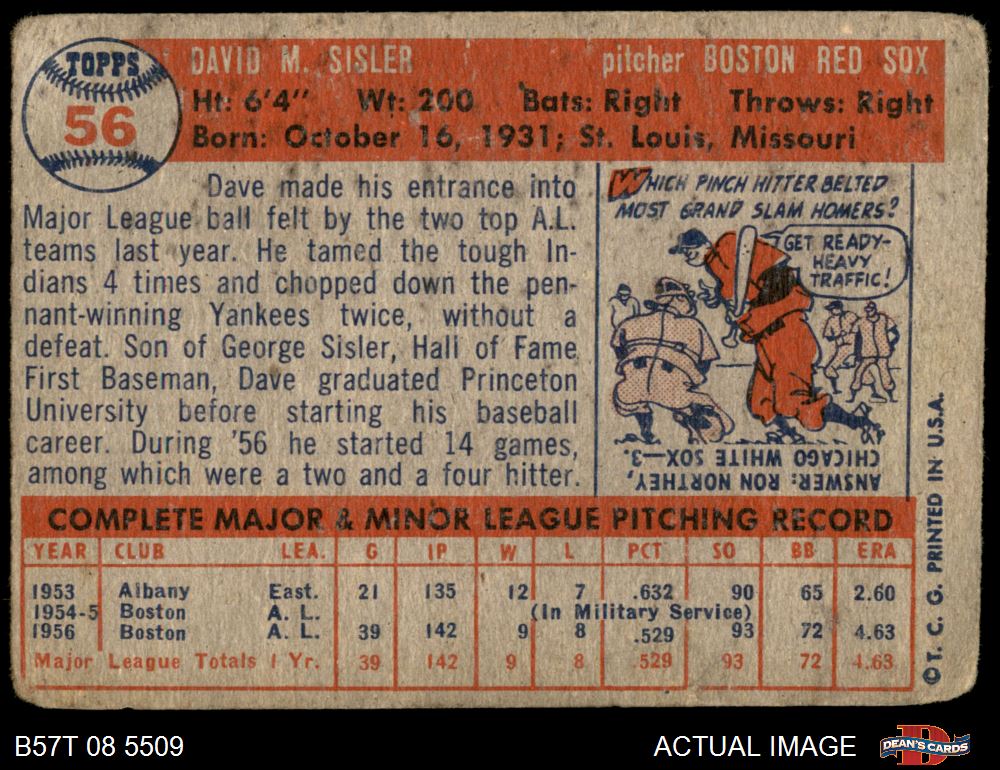 TOPPS
56
DAVID M. SISLER pitcher BOSTON RED SOX
Ht: 6'4" Wt: 200 Bats: Right Throws: Right
Born: October 16, 1931; St. Louis, Missouri
Dave made his entrance into
Major League ball felt by the two top A.L.
teams last year. He tamed the tough In-
dians 4 times and chopped down the pen-
nant-winning Yankees twice, without a
defeat. Son of George Sisler, Hall of Fame
First Baseman, Dave graduated Princeton
University before starting his baseball
career. During '56 he started 14 games,
among which were a two and a four hitter.
WHICH PINCH HITTER BELTED
MOST GRAND SLAM HOMERS?
GET READY-
HEAVY
TRAFFIC!
ANSWER: RON NORTHEY,
CHICAGO WHITE SOX—3.
COMPLETE MAJOR & MINOR LEAGUE PITCHING RECORD
YEAR CLUB LEA. G IP W L PCT SO BB ERA
1953 Albany East. 21 135 12 7 .632 90 65 2.60
1954-5 Boston A. L. (In Military Service)
1956 Boston A. L. 39 142 9 8 .529 93 72 4.63
Major League Totals 1 Yr. 39 142 9 8 .529 93 72 4.63
©T. C. G. PRINTED IN U.S.A.
B57T 08 5509 ACTUAL IMAGE DEAN'S CARDS